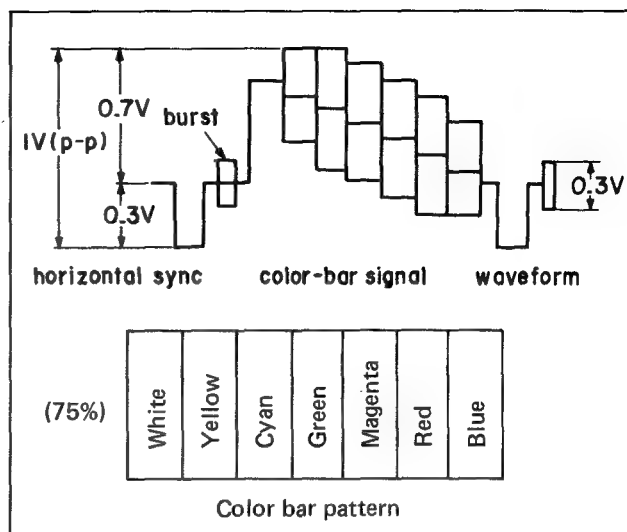 0.7V
burst
1V(p-p)
0.3V
0.3V
horizontal sync color-bar signal waveform
(75%)
White
Yellow
Cyan
Green
Magenta
Red
Blue
Color bar pattern